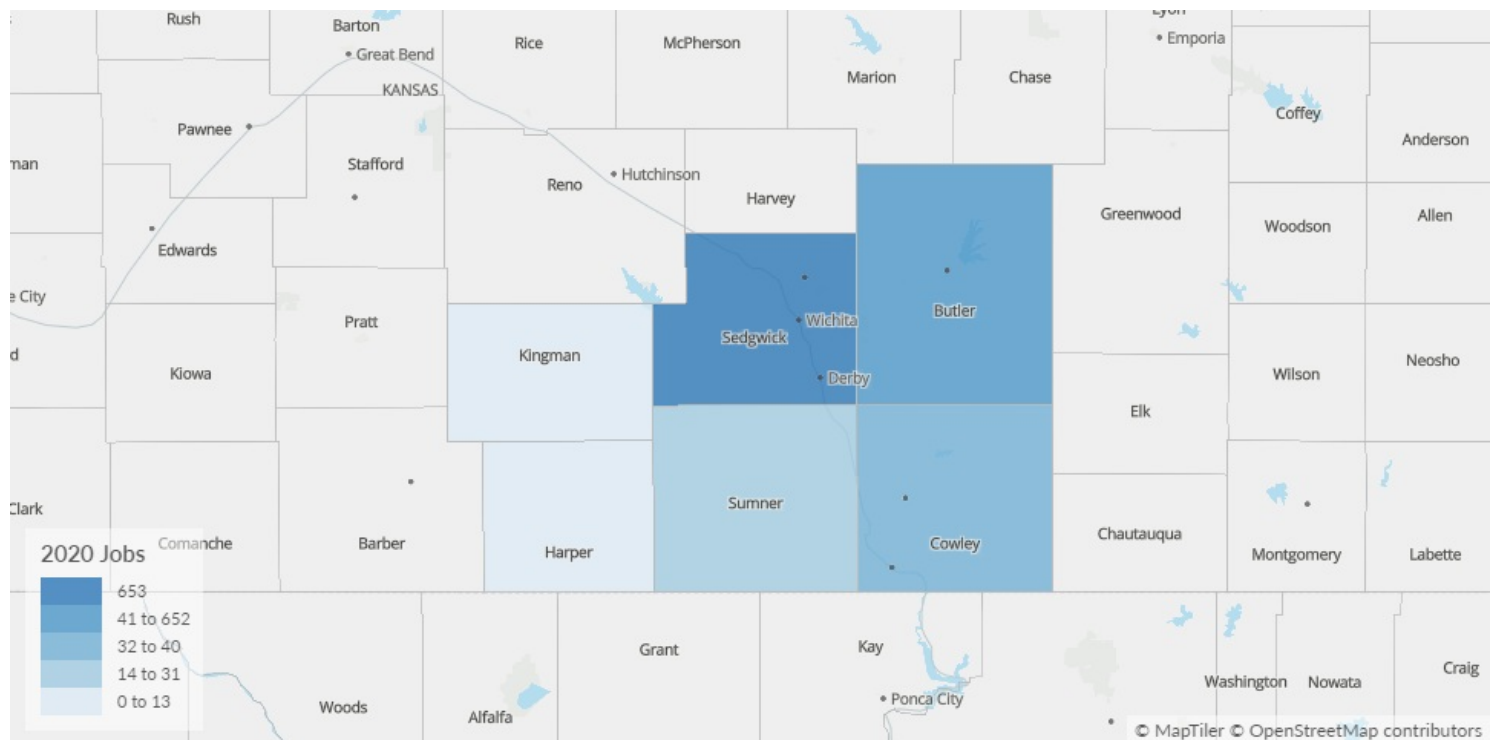 Rush
Barton
Great Bend
Rice
McPherson
Marion
Chase
Emporia
KANSAS
Coffey
Pawnee
Anderson
man
Stafford
Reno
Hutchinson
Harvey
Greenwood
Woodson
Allen
Edwards
e City
Pratt
Butler
Wichita
Sedgwick
Kingman
d
Kiowa
Derby
Wilson
Neosho
Elk
Sumner
Clark
Comanche
Barber
Harper
Cowley
Chautauqua
Montgomery
Labette
2020 Jobs
653
41 to 652
32 to 40
14 to 31
0 to 13
Grant
Kay
Craig
Washington
Nowata
Woods
Alfalfa
Ponca City
© MapTiler © OpenStreetMap contributors